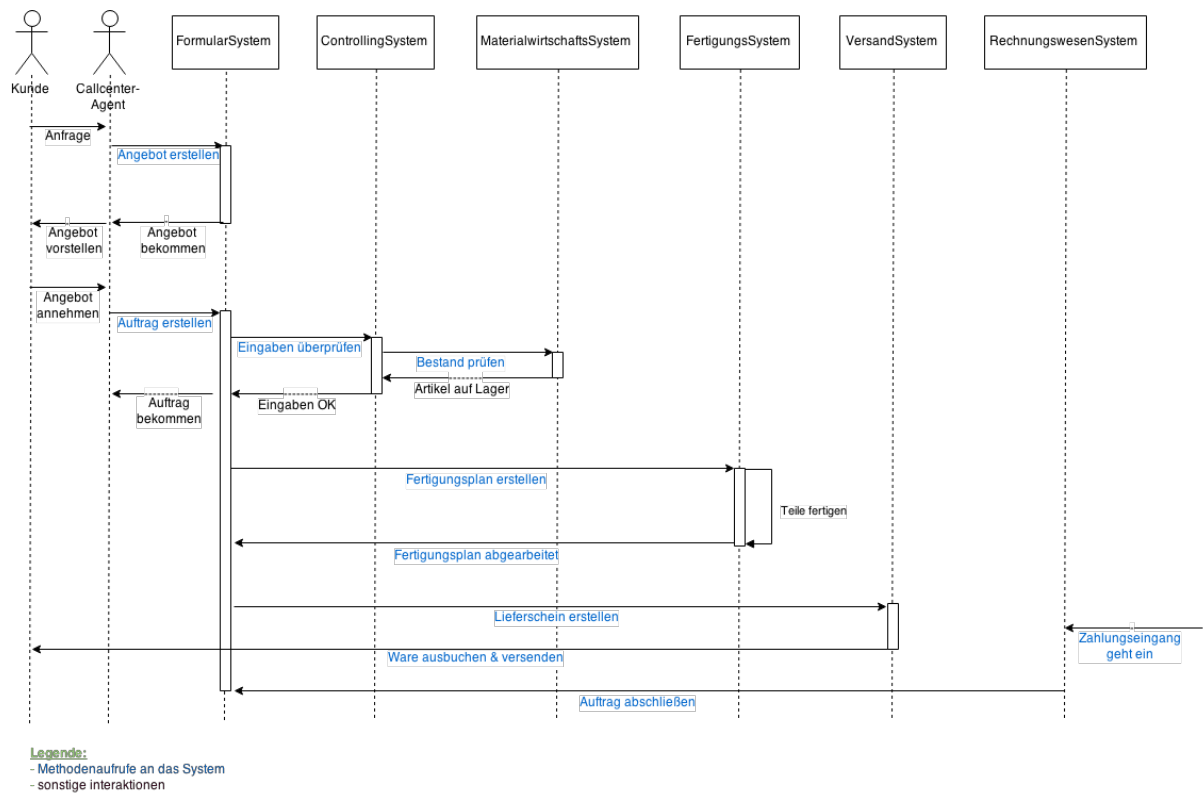 FormularSystem
ControllingSystem
MaterialwirtschaftsSystem
FertigungsSystem
VersandSystem
RechnungswesenSystem
Kunde
Callcenter-
Agent
Anfrage
Angebot erstellen
Angebot
vorstellen
Angebot
bekommen
Angebot
annehmen
Auftrag erstellen
Eingaben überprüfen
Bestand prüfen
Artikel auf Lager
Eingaben OK
Auftrag
bekommen
Fertigungsplan erstellen
Teile fertigen
Fertigungsplan abgearbeitet
Lieferschein erstellen
Zahlungseingang
geht ein
Ware ausbuchen & versenden
Auftrag abschließen
Legende:
- Methodenaufrufe an das System
- sonstige interaktionen